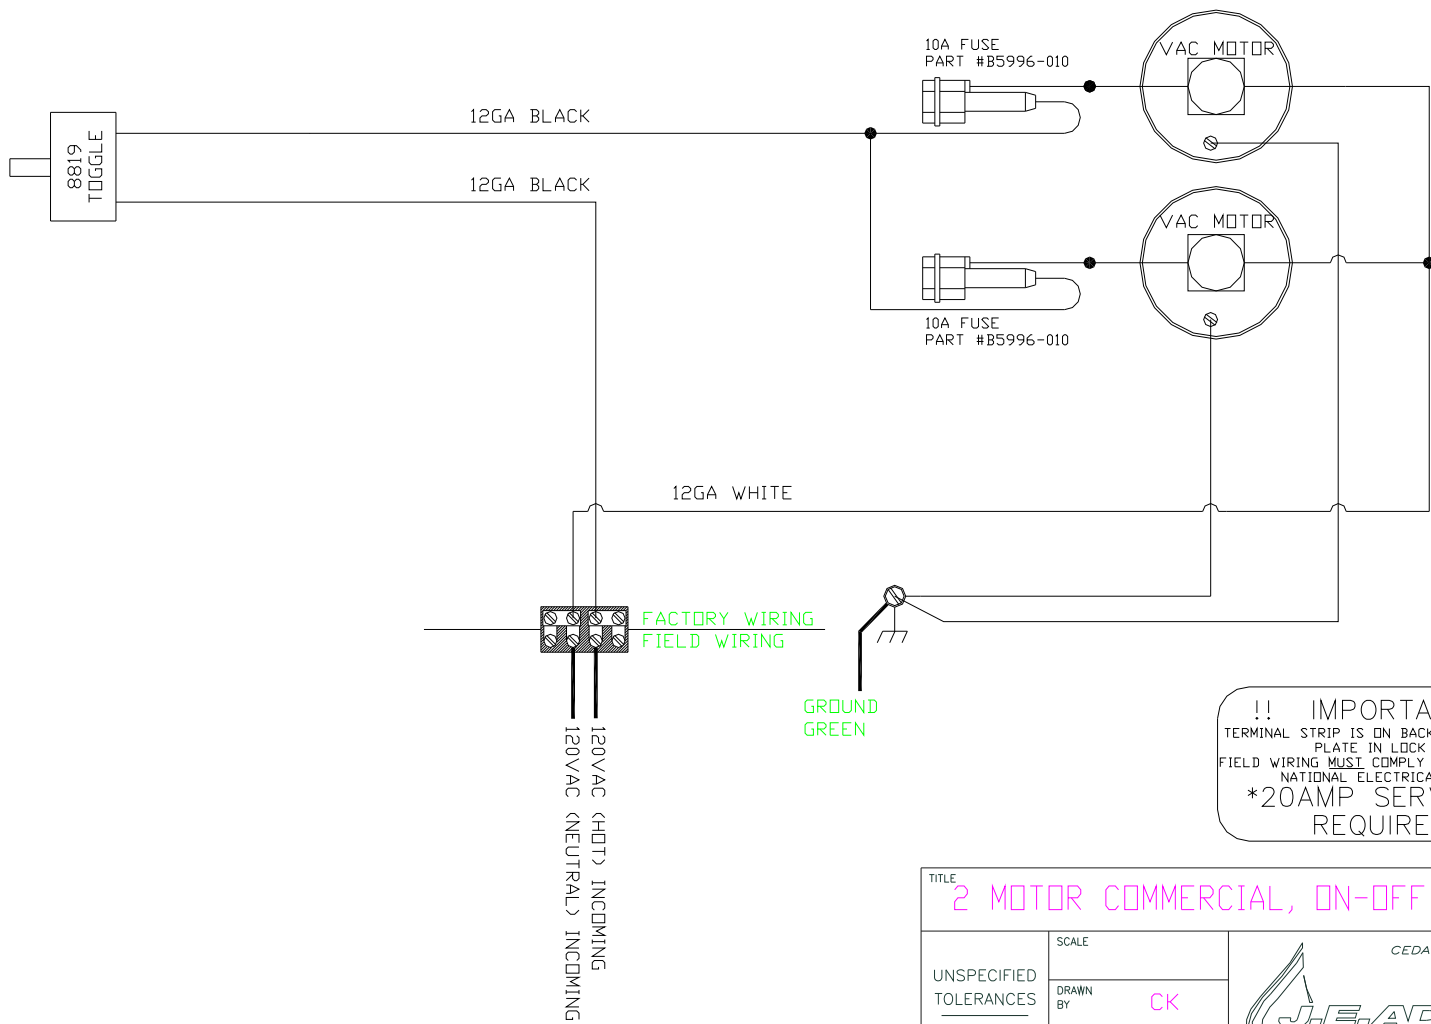 10A FUSE
PART #B5996-010
VAC MOTOR
12GA BLACK
8819
TOGGLE
12GA BLACK
VAC MOTOR
10A FUSE
PART #B5996-010
12GA WHITE
FACTORY WIRING
FIELD WIRING
GROUND
GREEN
120VAC (HOT) INCOMING
120VAC (NEUTRAL) INCOMING
!! IMPORTA
TERMINAL STRIP IS ON BACK
PLATE IN LOCK
FIELD WIRING MUST COMPLY
NATIONAL ELECTRICA
*20AMP SER
REQUIRE
TITLE
2 MOTOR COMMERCIAL, ON-OFF
UNSPECIFIED
TOLERANCES
SCALE
DRAWN
BY
CK
CEDA
J.E.AD